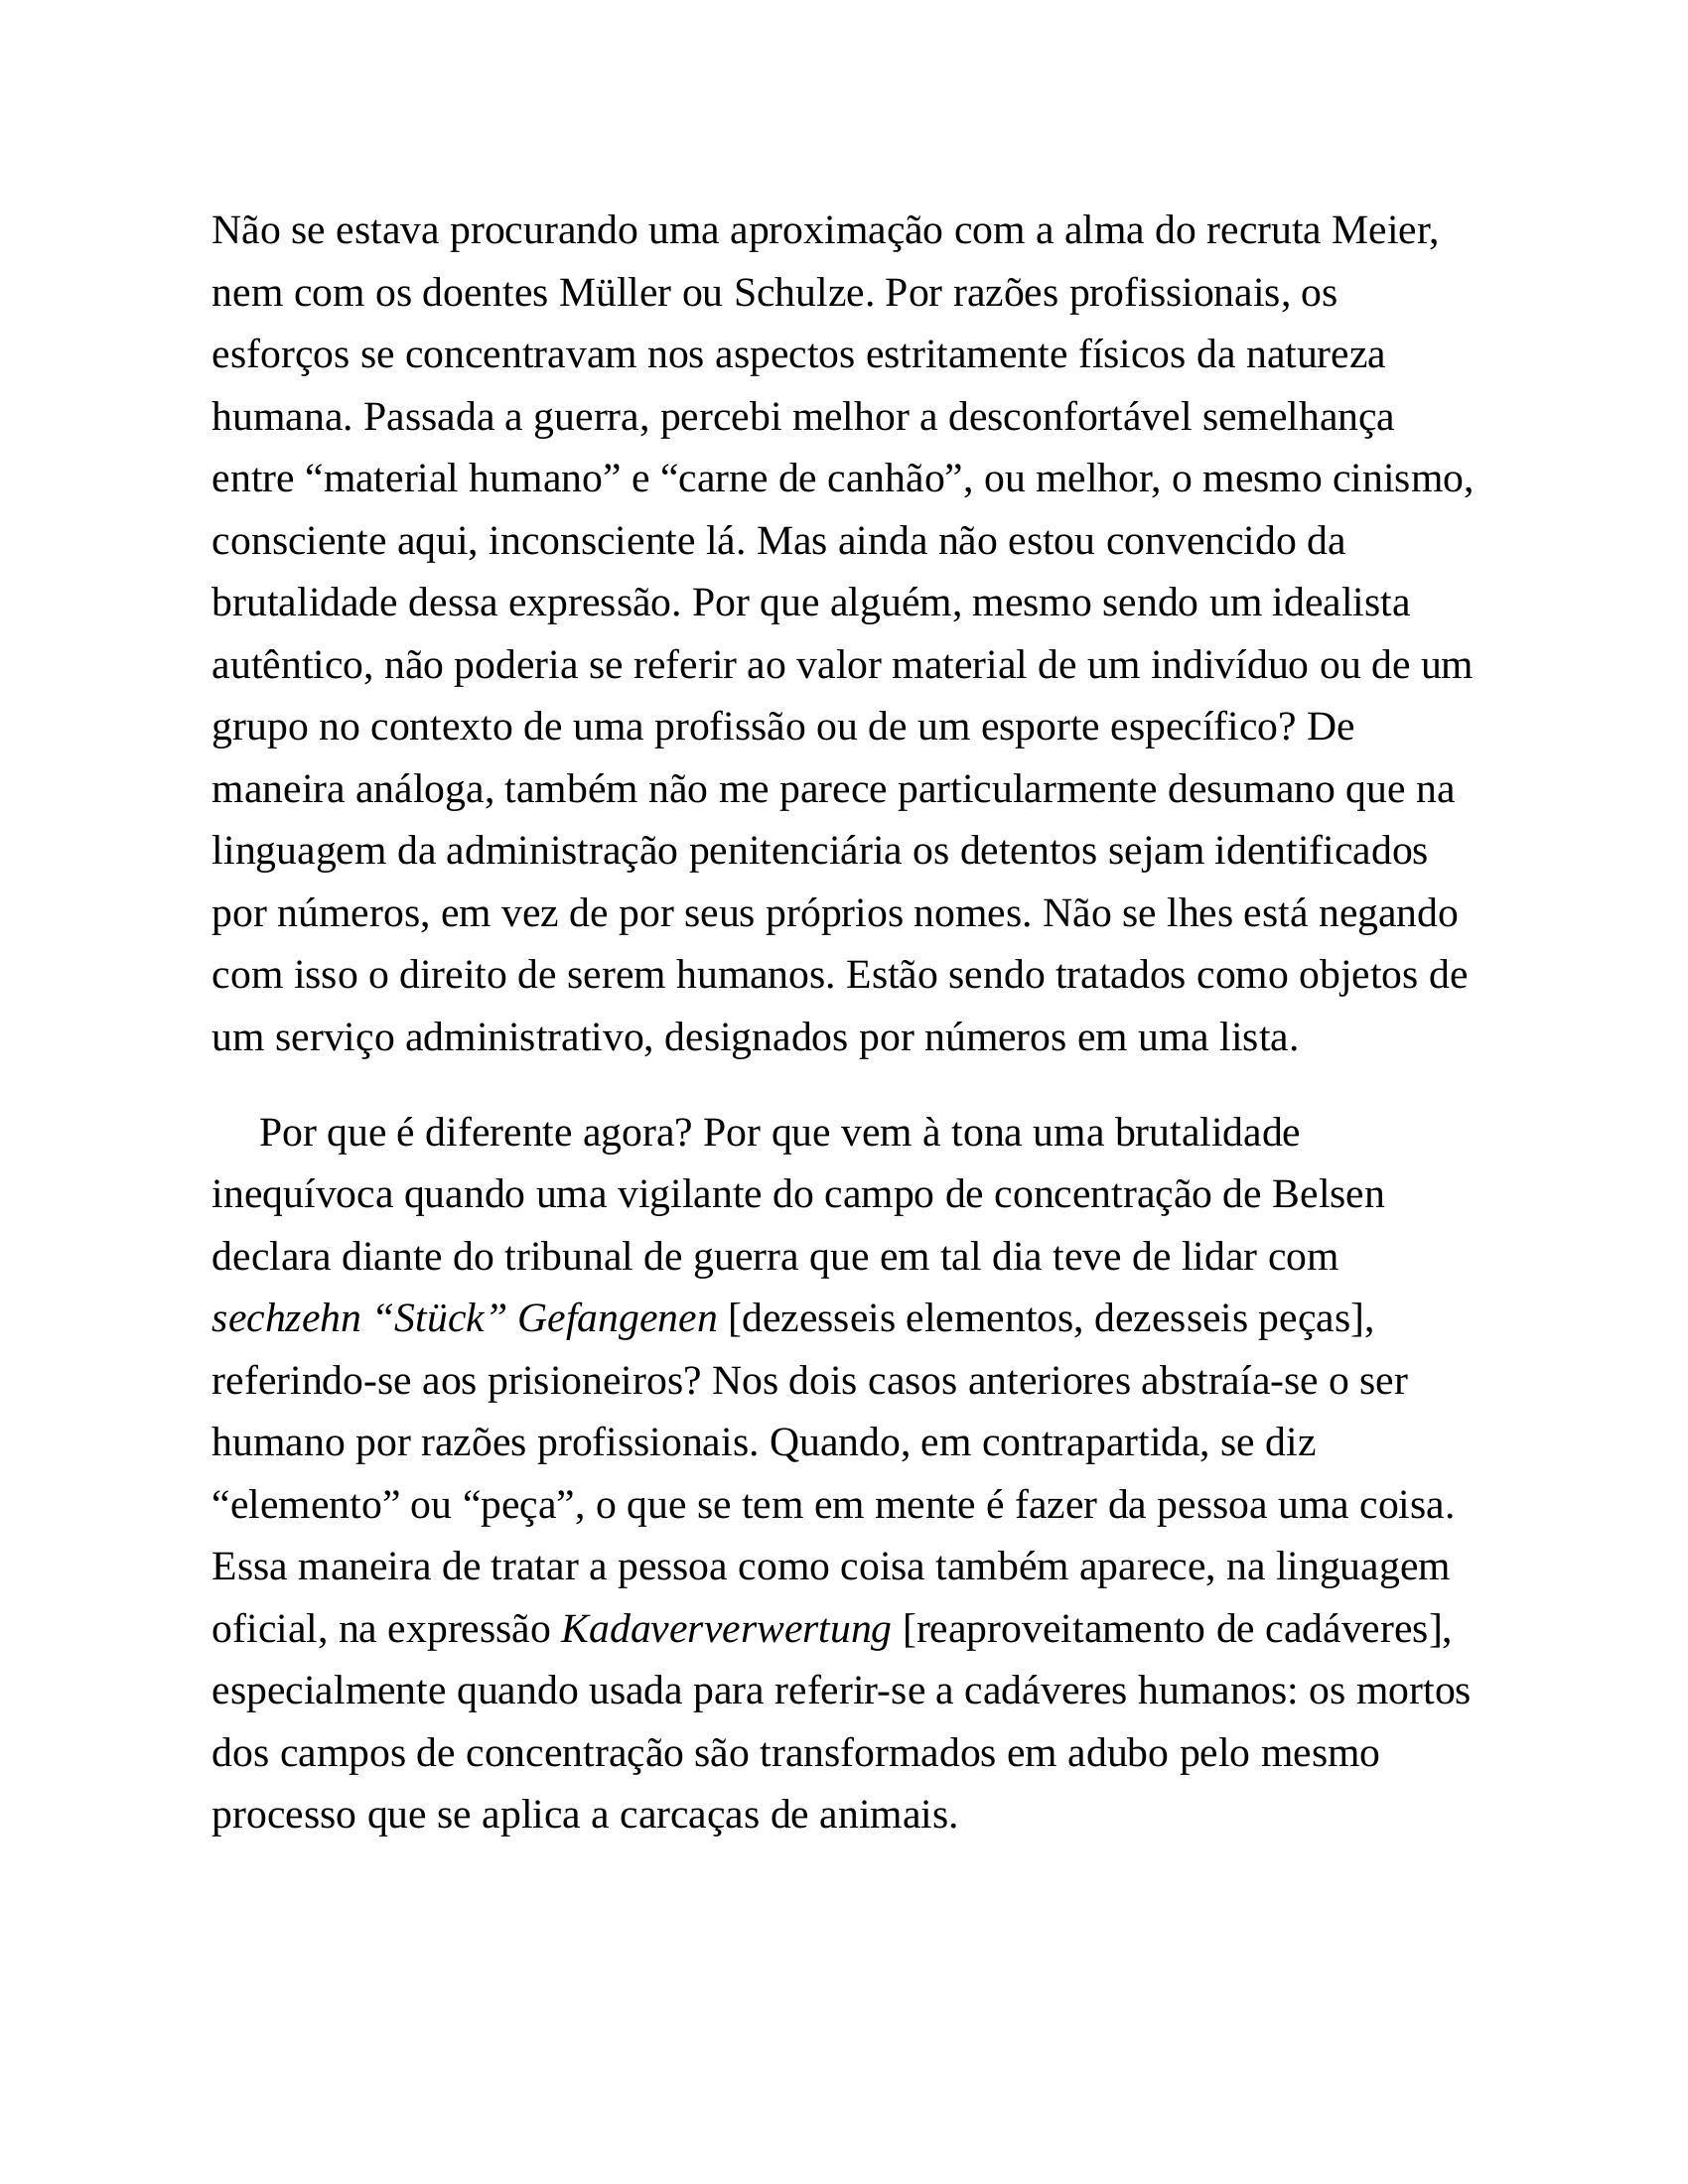 Não se estava procurando uma aproximação com a alma do recruta Meier,
nem com os doentes Müller ou Schulze. Por razões profissionais, os
esforços se concentravam nos aspectos estritamente físicos da natureza
humana. Passada a guerra, percebi melhor a desconfortável semelhança
entre “material humano” e “carne de canhão”, ou melhor, o mesmo cinismo,
consciente aqui, inconsciente lá. Mas ainda não estou convencido da
brutalidade dessa expressão. Por que alguém, mesmo sendo um idealista
autêntico, não poderia se referir ao valor material de um indivíduo ou de um
grupo no contexto de uma profissão ou de um esporte específico? De
maneira análoga, também não me parece particularmente desumano que na
linguagem da administração penitenciária os detentos sejam identificados
por números, em vez de por seus próprios nomes. Não se lhes está negando
com isso o direito de serem humanos. Estão sendo tratados como objetos de
um serviço administrativo, designados por números em uma lista.
Por que é diferente agora? Por que vem à tona uma brutalidade
inequívoca quando uma vigilante do campo de concentração de Belsen
declara diante do tribunal de guerra que em tal dia teve de lidar com
sechzehn “Stück” Gefangenen [dezesseis elementos, dezesseis peças],
referindo-se aos prisioneiros? Nos dois casos anteriores abstraía-se o ser
humano por razões profissionais. Quando, em contrapartida, se diz
“elemento” ou “peça”, o que se tem em mente é fazer da pessoa uma coisa.
Essa maneira de tratar a pessoa como coisa também aparece, na linguagem
oficial, na expressão Kadaververwertung [reaproveitamento de cadáveres],
especialmente quando usada para referir-se a cadáveres humanos: os mortos
dos campos de concentração são transformados em adubo pelo mesmo
processo que se aplica a carcaças de animais.